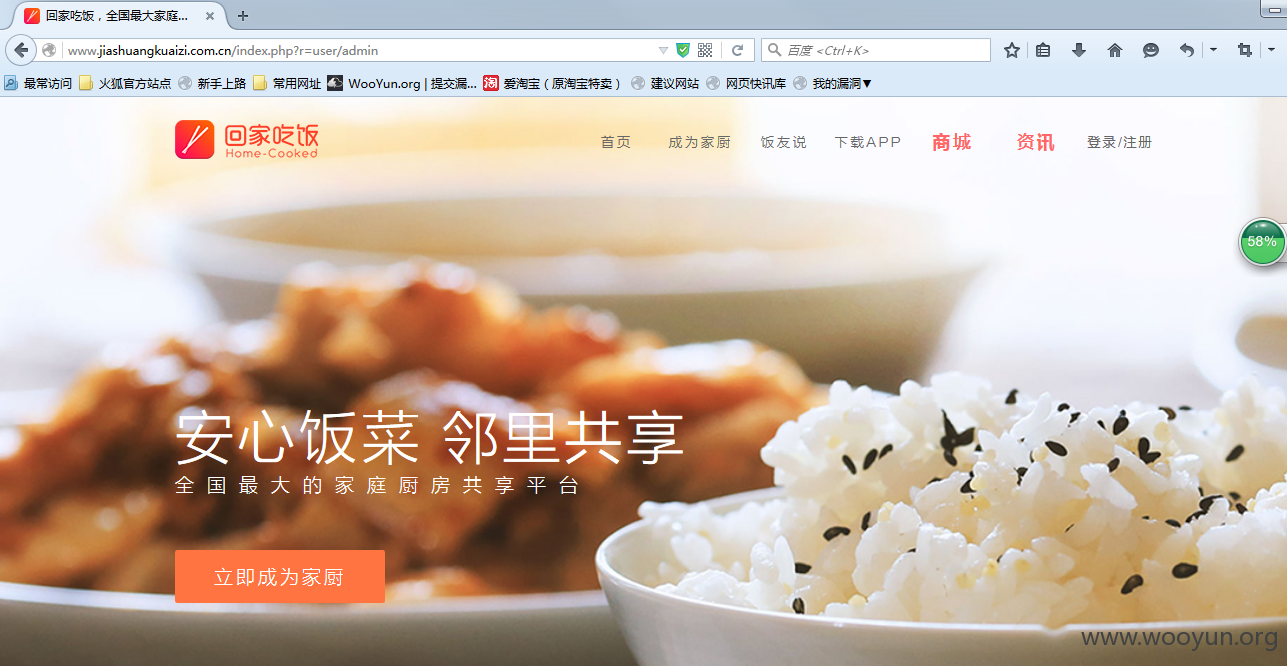 回家吃饭，全国最大家庭...
www.jiashuangkuaizi.com.cn/index.php?r=user/admin
百度 <Ctrl+K>
最常访问 火狐官方站点 新手上路 常用网址 WooYun.org | 提交漏... 淘 爱淘宝（原淘宝特卖） 建议网站 网页快讯库 我的漏洞▼
回家吃饭
Home-Cooked
首页 成为家厨 饭友说 下载APP 商城 资讯 登录/注册
58%
安心饭菜 邻里共享
全国最大的家庭厨房共享平台
立即成为家厨
www.wooyun.org